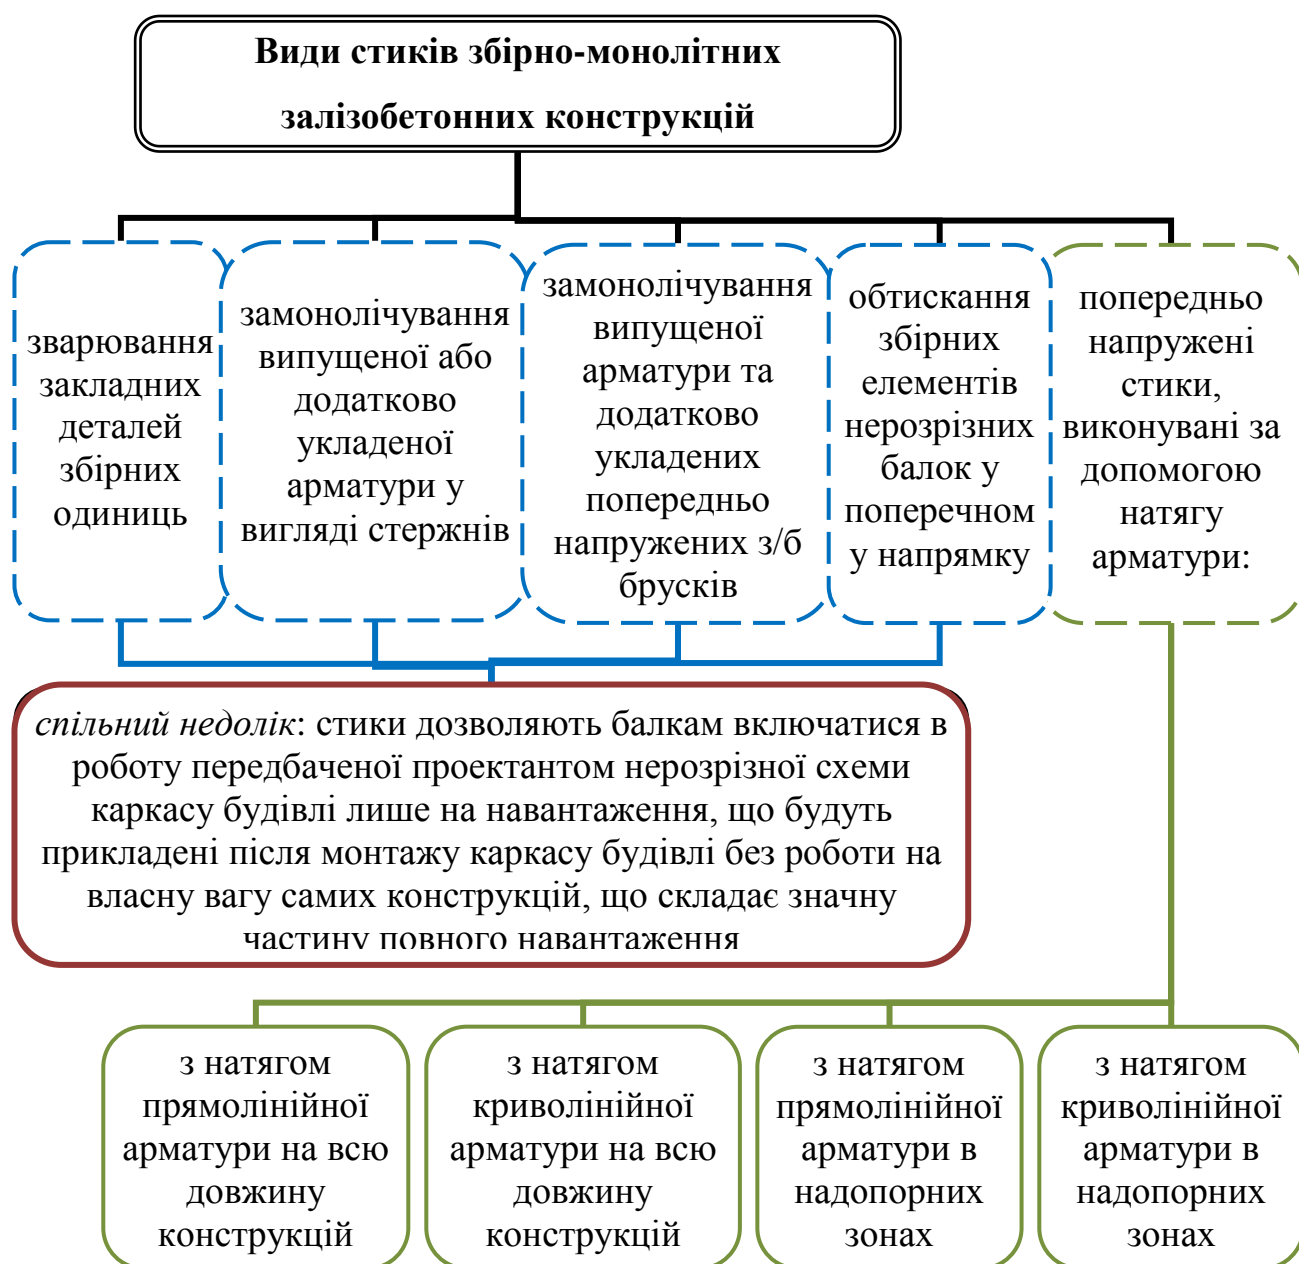 Види стиків збірно-монолітних
залізобетонних конструкцій
зварювання
закладних
деталей
збірних
одиниць
замонолічування
випущеної або
додатково
укладеної
арматури у
вигляді стержнів
замонолічування
випущеної
арматури та
додатково
укладених
попередньо
напружених з/б
брусків
обтискання
збірних
елементів
нерозрізних
балок у
поперечном
у напрямку
попередньо
напружені
стики,
виконувані за
допомогою
натягу
арматури:
спільний недолік: стики дозволяють балкам включатися в
роботу передбаченої проектантом нерозрізної схеми
каркасу будівлі лише на навантаження, що будуть
прикладені після монтажу каркасу будівлі без роботи на
власну вагу самих конструкцій, що складає значну
частину повного навантаження
з натягом
прямолінійної
арматури на всю
довжину
конструкцій
з натягом
криволінійної
арматури на всю
довжину
конструкцій
з натягом
прямолінійної
арматури в
надопорних
зонах
з натягом
криволінійної
арматури в
надопорних
зонах